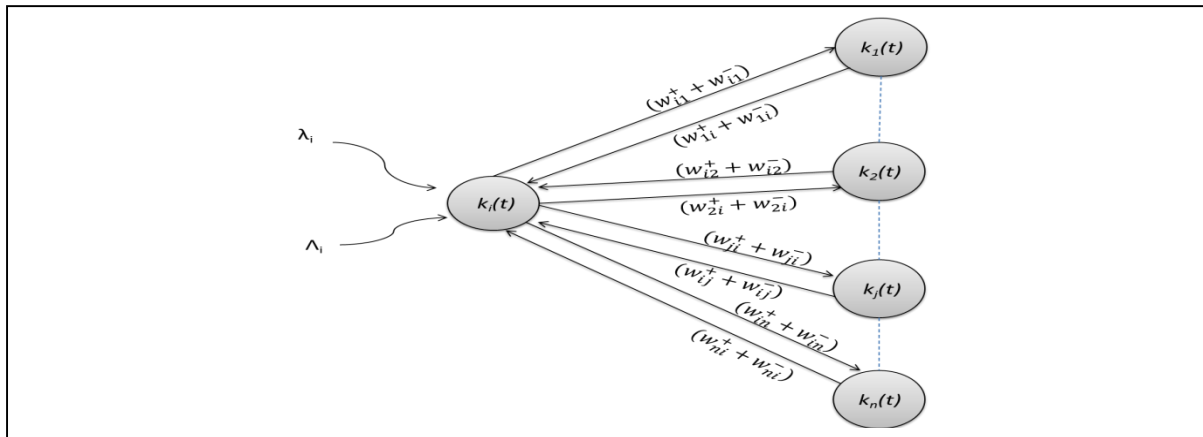 k₁(t)
(w⁺ᵢ₁ + w⁻ᵢ₁)
(w⁺₁ᵢ + w⁻₁ᵢ)
λᵢ
(w⁺ᵢ₂ + w⁻ᵢ₂)
k₂(t)
kᵢ(t)
(w⁺₂ᵢ + w⁻₂ᵢ)
Λᵢ
(w⁺ⱼᵢ + w⁻ⱼᵢ)
(w⁺ᵢⱼ + w⁻ᵢⱼ)
kⱼ(t)
(w⁺ᵢₙ + w⁻ᵢₙ)
(w⁺ₙᵢ + w⁻ₙᵢ)
kₙ(t)